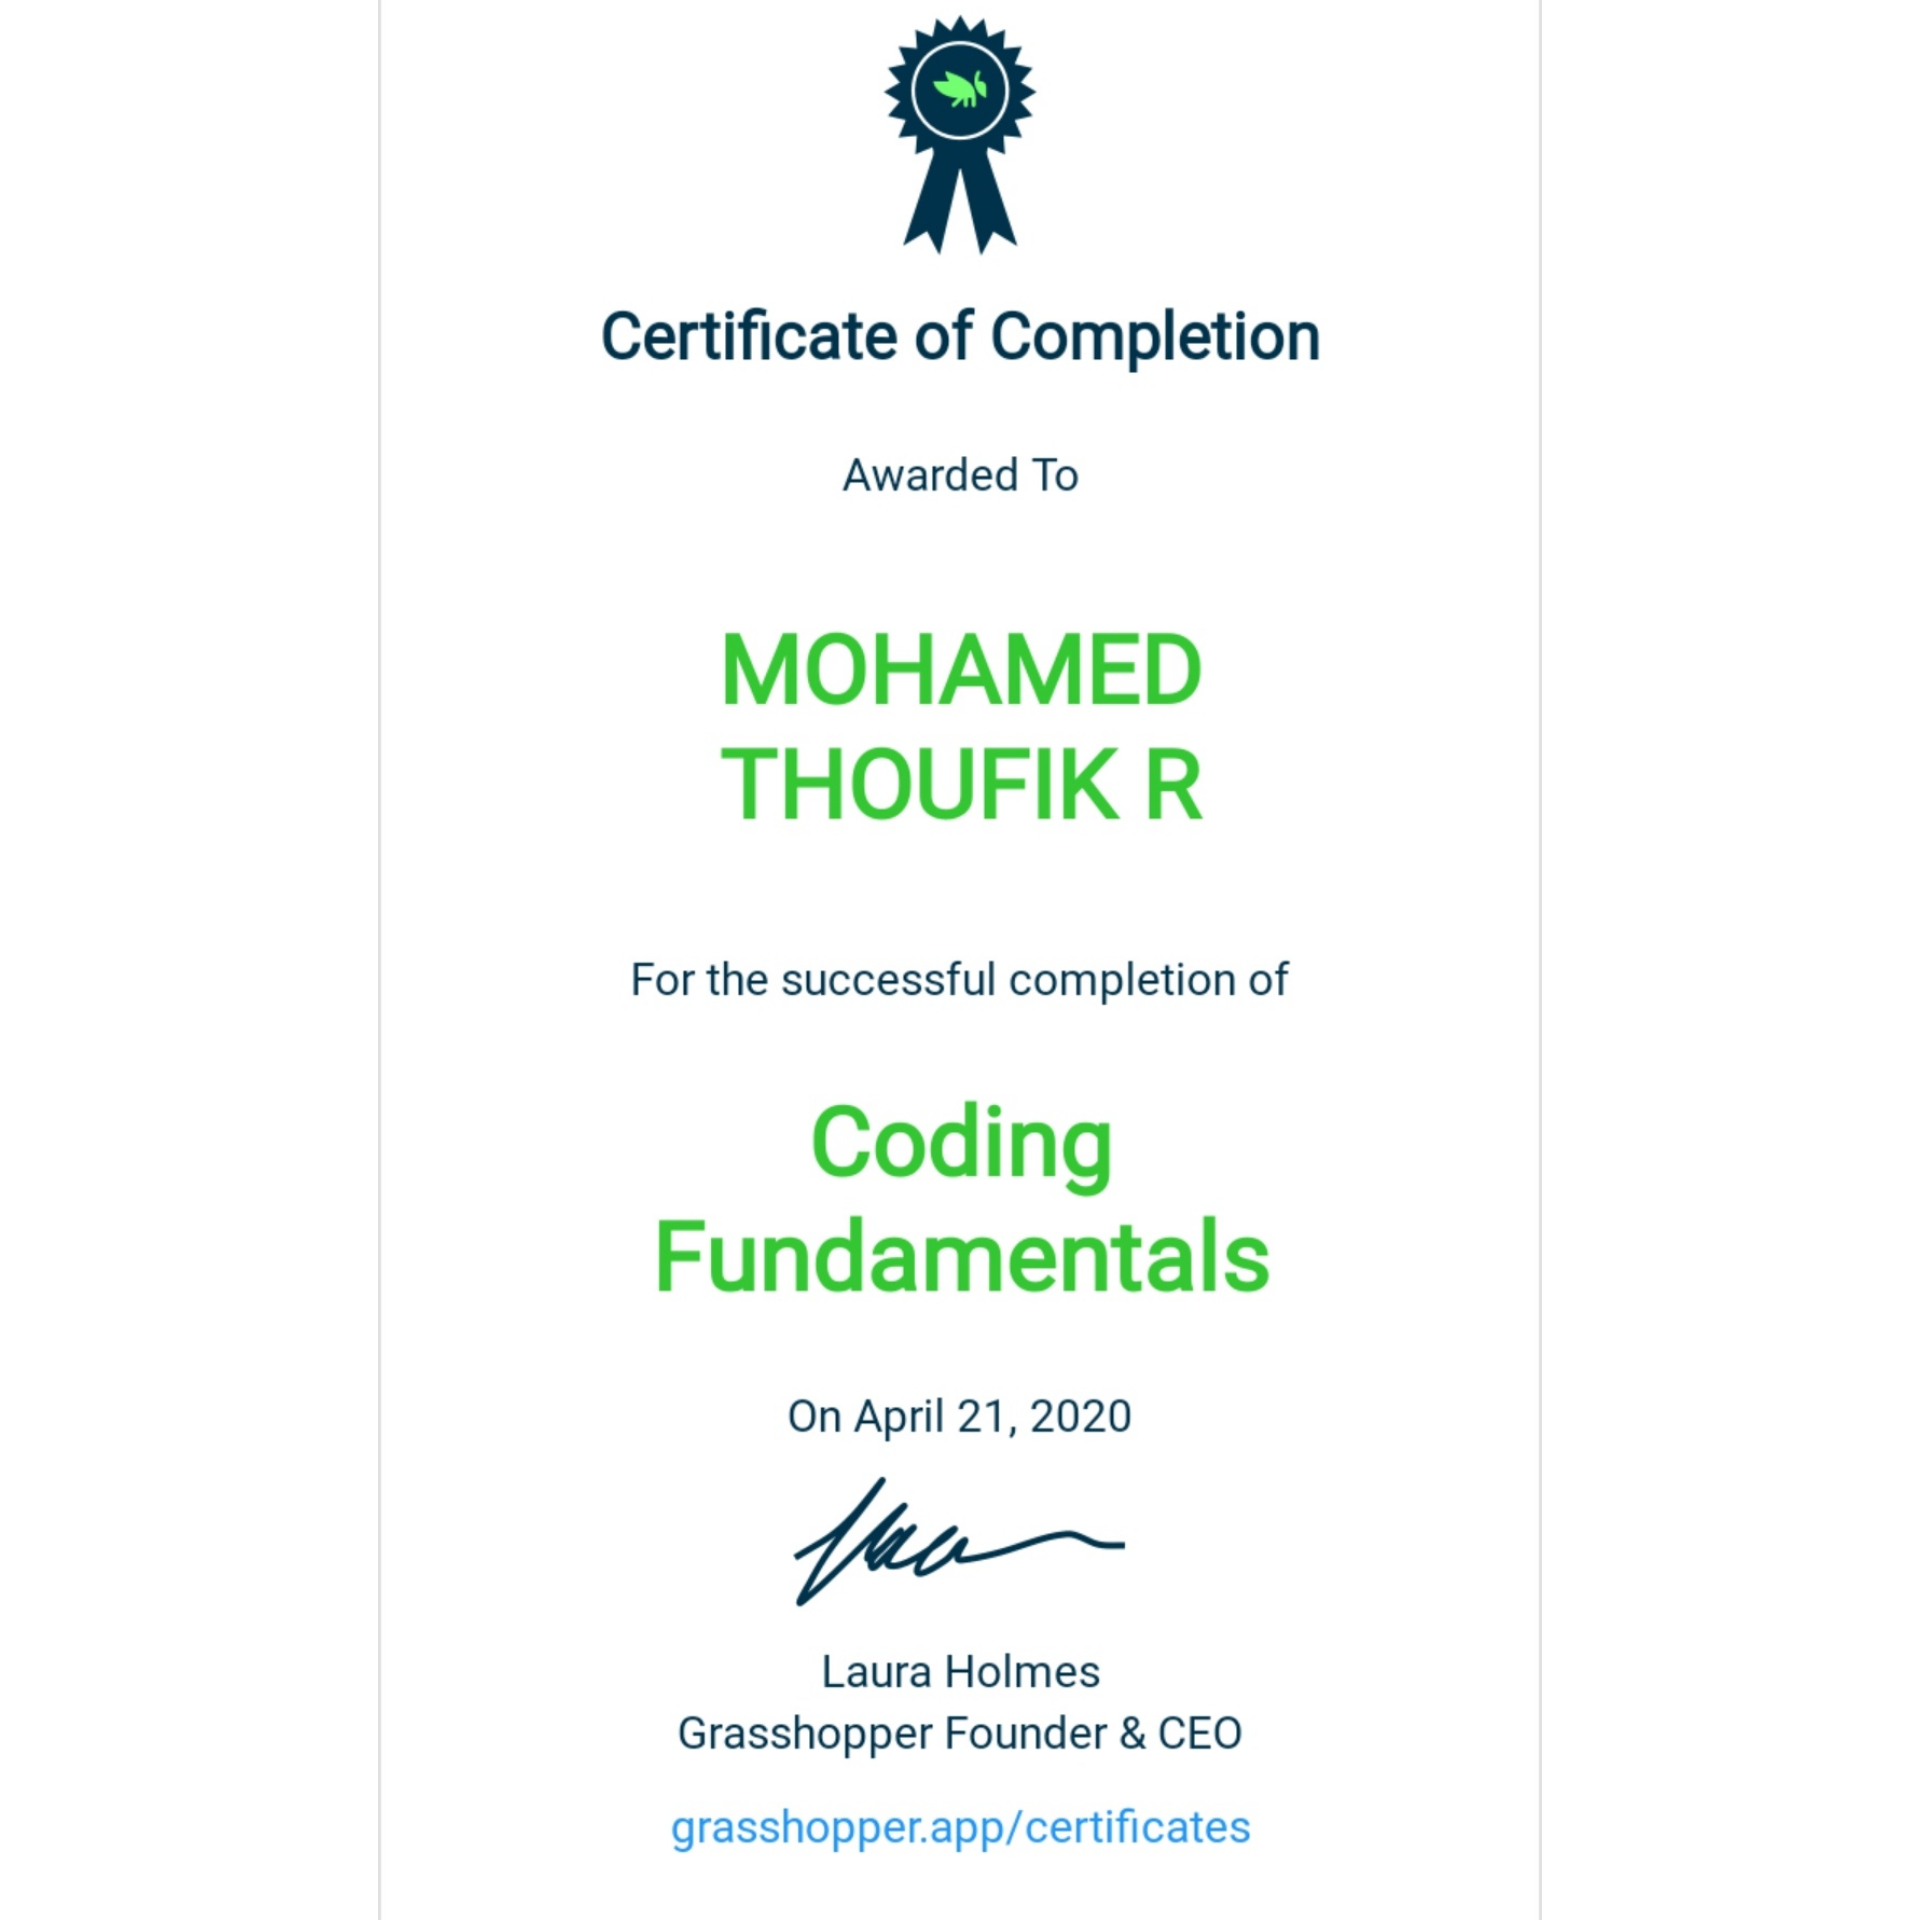 Certificate of Completion
Awarded To
MOHAMED
THOUFIK R
For the successful completion of
Coding
Fundamentals
On April 21, 2020
Laura Holmes
Grasshopper Founder & CEO
grasshopper.app/certificates